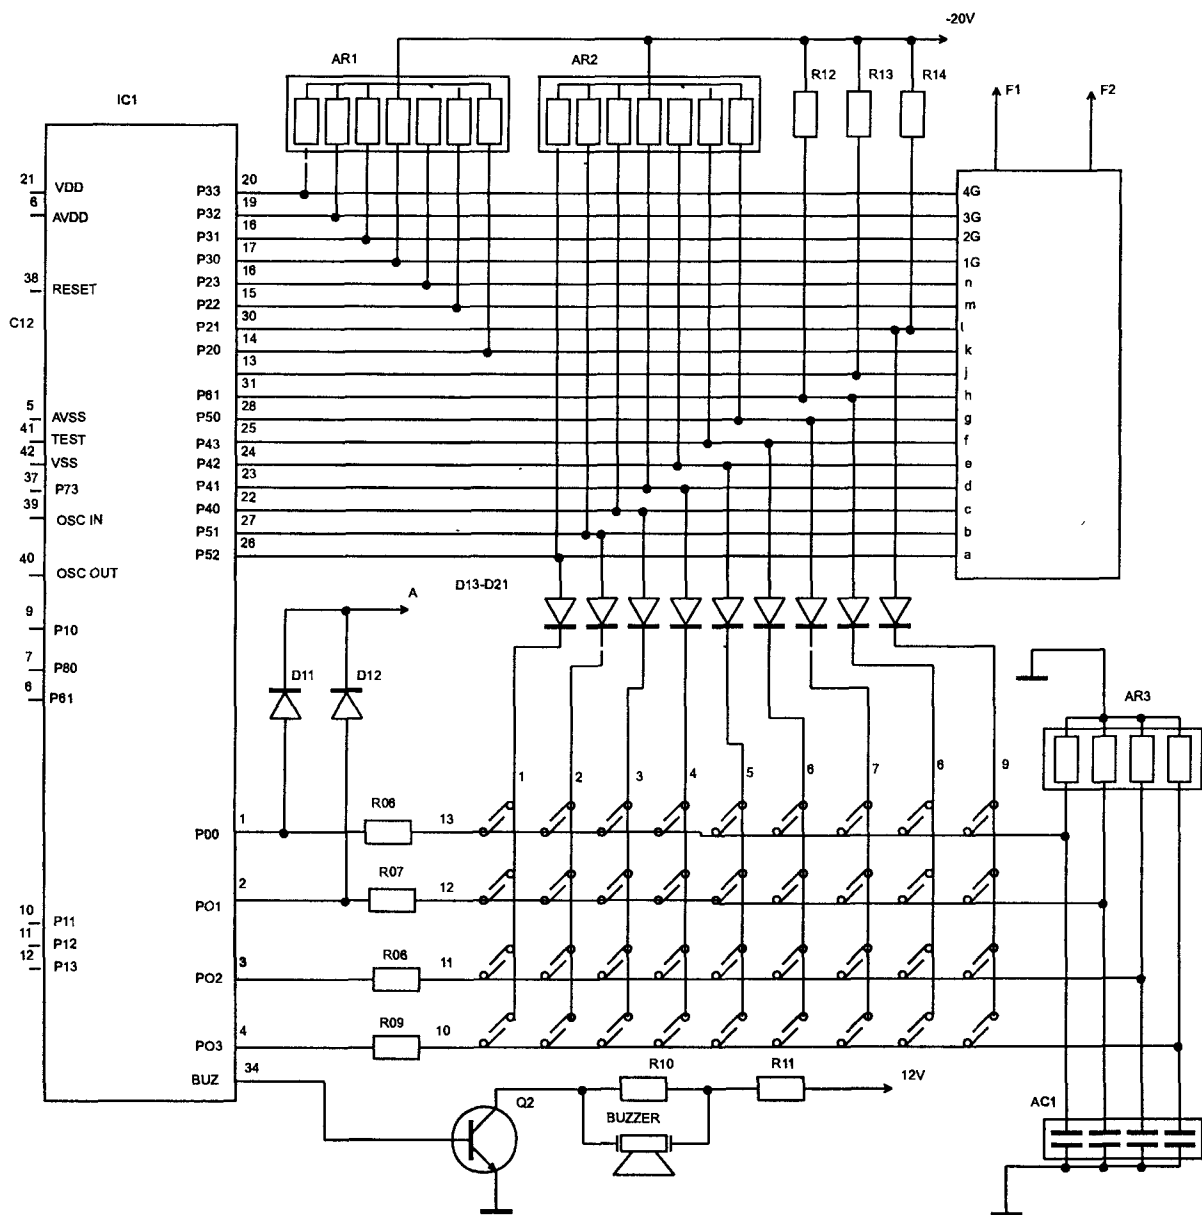 -20V
AR1
AR2
R12
R13
R14
F1
F2
IC1
21
VDD
P33
20
4G
6
AVDD
P32
19
3G
P31
16
2G
P30
17
1G
38
RESET
P23
16
n
P22
15
m
C12
P21
30
l
P20
14
k
13
j
P61
31
h
5
AVSS
P50
28
g
41
TEST
P43
25
f
42
VSS
P42
24
e
37
P73
P41
23
d
39
OSC IN
P40
22
c
P51
27
b
40
OSC OUT
P52
26
a
D13-D21
A
9
P10
7
P80
6
P61
D11
D12
AR3
1
2
3
4
5
6
7
6
9
P00
1
R06
13
PO1
2
R07
12
10
P11
11
P12
12
P13
PO2
3
R06
11
PO3
4
R09
10
BUZ
34
Q2
R10
R11
12V
BUZZER
AC1